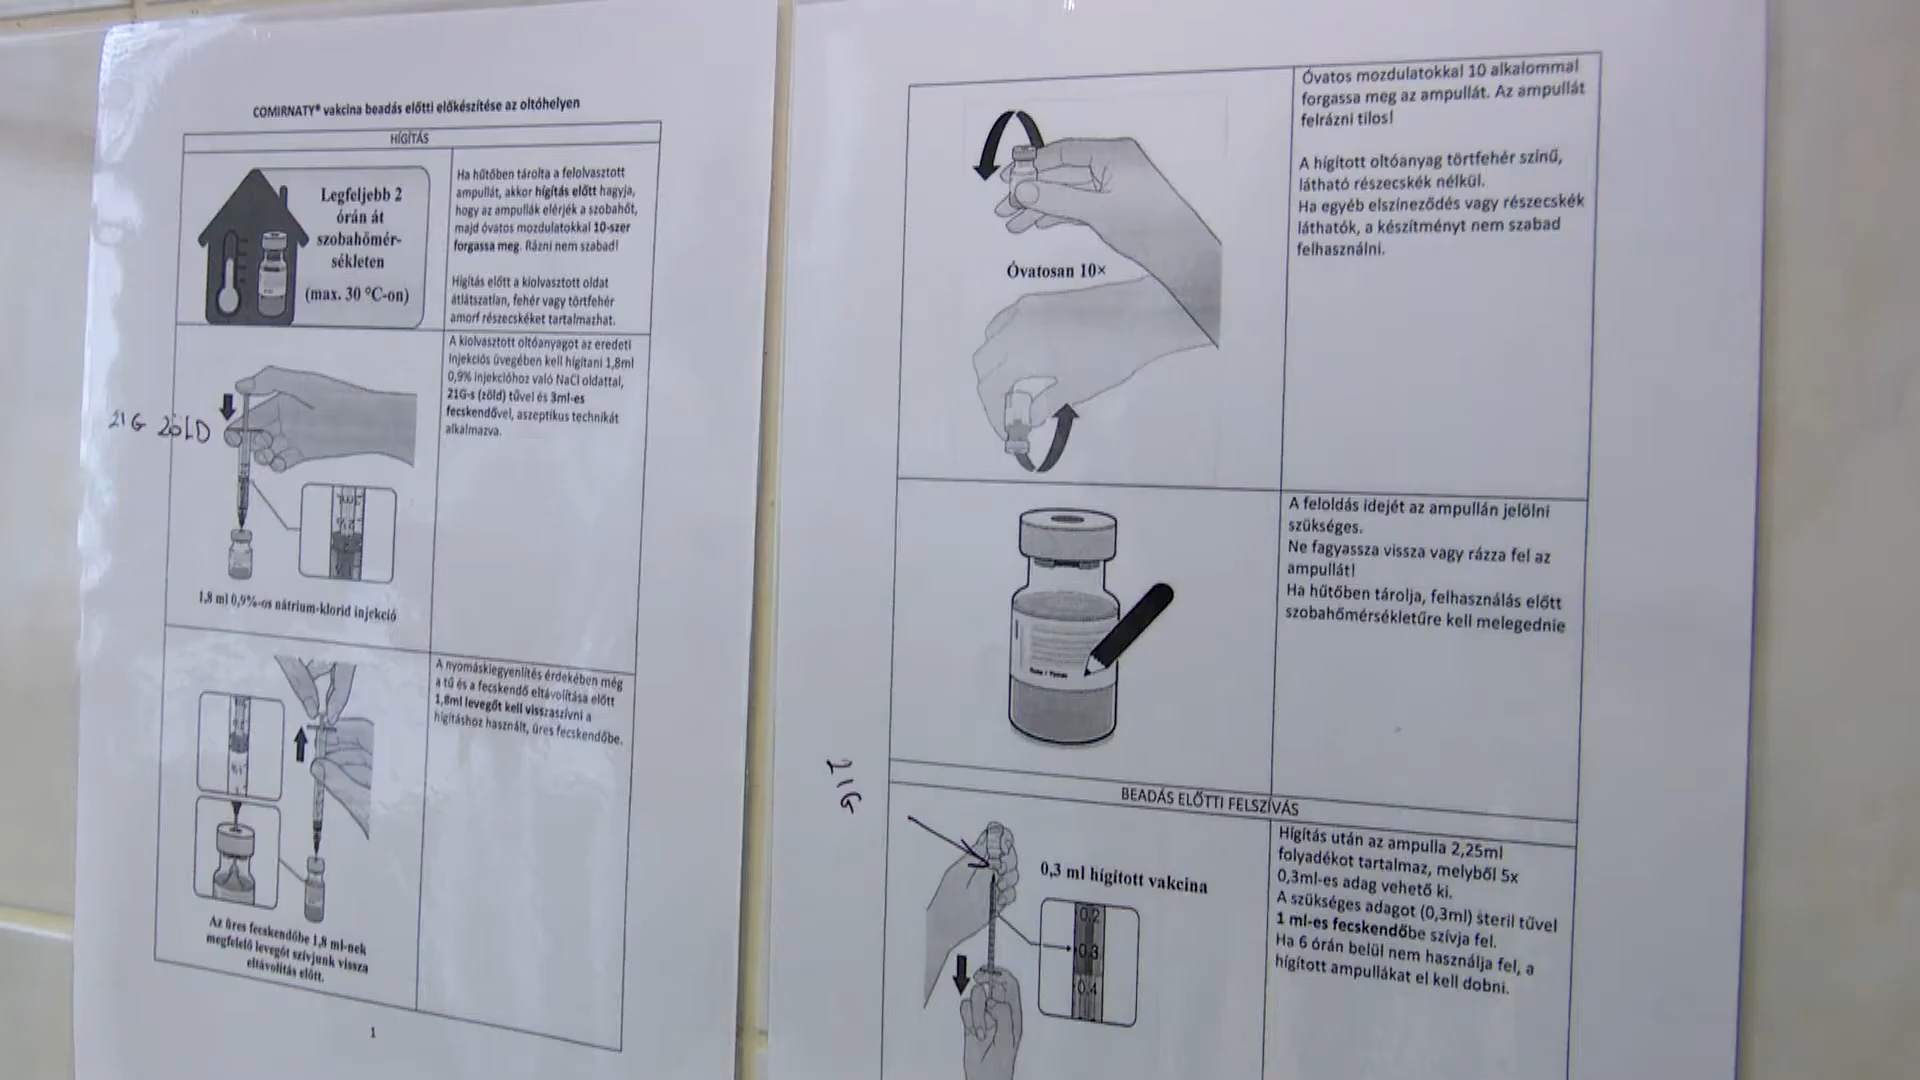 COMIRNATY® vakcina beadás előtti előkészítése az oltóhelyen
HÍGÍTÁS
Legfeljebb 2
órán át
szobahőmér-
sékleten
(max. 30 °C-on)
Ha hűtőben tárolta a felolvasztott
ampullát, akkor hígítás előtt hagyja,
hogy az ampullák elérjék a szobahőt,
majd óvatos mozdulatokkal 10-szer
forgassa meg. Rázni nem szabad!
Hígítás előtt a kiolvasztott oldat
átlátszatlan, fehér vagy törtfehér
amorf részecskéket tartalmazhat.
21G ZÖLD
1,8 ml 0,9%-os nátrium-klorid injekció
A kiolvasztott oltóanyagot az eredeti
injekciós üvegében kell hígítani 1,8ml
0,9% injekcióhoz való NaCl oldattal,
21G-s (zöld) tűvel és 3ml-es
fecskendővel, aszeptikus technikát
alkalmazva.
Az üres fecskendőbe 1,8 ml-nek
megfelelő levegőt szívjunk vissza
eltávolítás előtt.
A nyomáskiegyenlítés érdekében még
a tű és a fecskendő eltávolítása előtt
1,8ml levegőt kell visszaszívni a
hígításhoz használt, üres fecskendőbe.
1
Óvatosan 10×
Óvatos mozdulatokkal 10 alkalommal
forgassa meg az ampullát. Az ampullát
felrázni tilos!
A hígított oltóanyag törtfehér színű,
látható részecskék nélkül.
Ha egyéb elszíneződés vagy részecskék
láthatók, a készítményt nem szabad
felhasználni.
A feloldás idejét az ampullán jelölni
szükséges.
Ne fagyassza vissza vagy rázza fel az
ampullát!
Ha hűtőben tárolja, felhasználás előtt
szobahőmérsékletűre kell melegednie
21G
BEADÁS ELŐTTI FELSZÍVÁS
0,3 ml hígított vakcina
0.2
0.3
0.4
Hígítás után az ampulla 2,25ml
folyadékot tartalmaz, melyből 5x
0,3ml-es adag vehető ki.
A szükséges adagot (0,3ml) steril tűvel
1 ml-es fecskendőbe szívja fel.
Ha 6 órán belül nem használja fel, a
hígított ampullákat el kell dobni.